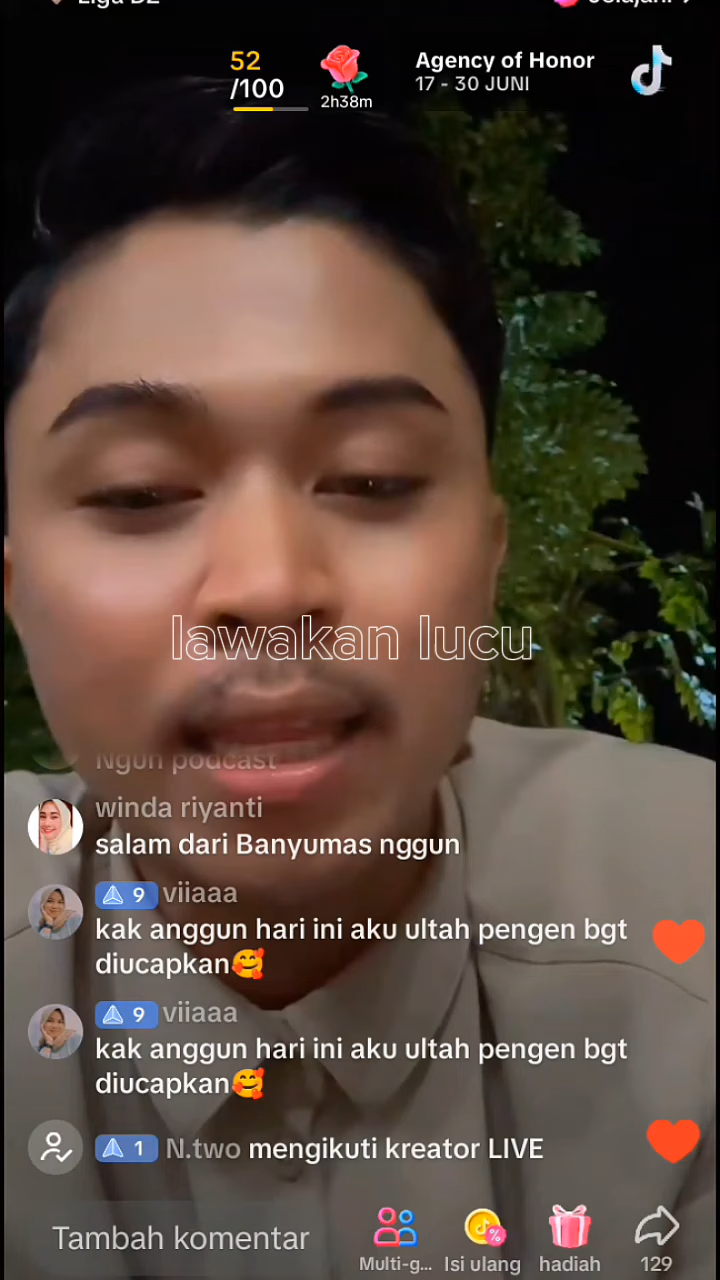 52
/100
2h38m
Agency of Honor
17 - 30 JUNI
lawakan lucu
Ngun podcast
winda riyanti
salam dari Banyumas nggun
9 viiaaa
kak anggun hari ini aku ultah pengen bgt
diucapkan🥰
9 viiaaa
kak anggun hari ini aku ultah pengen bgt
diucapkan🥰
1 N.two mengikuti kreator LIVE
Tambah komentar
Multi-g...
Isi ulang
hadiah
129